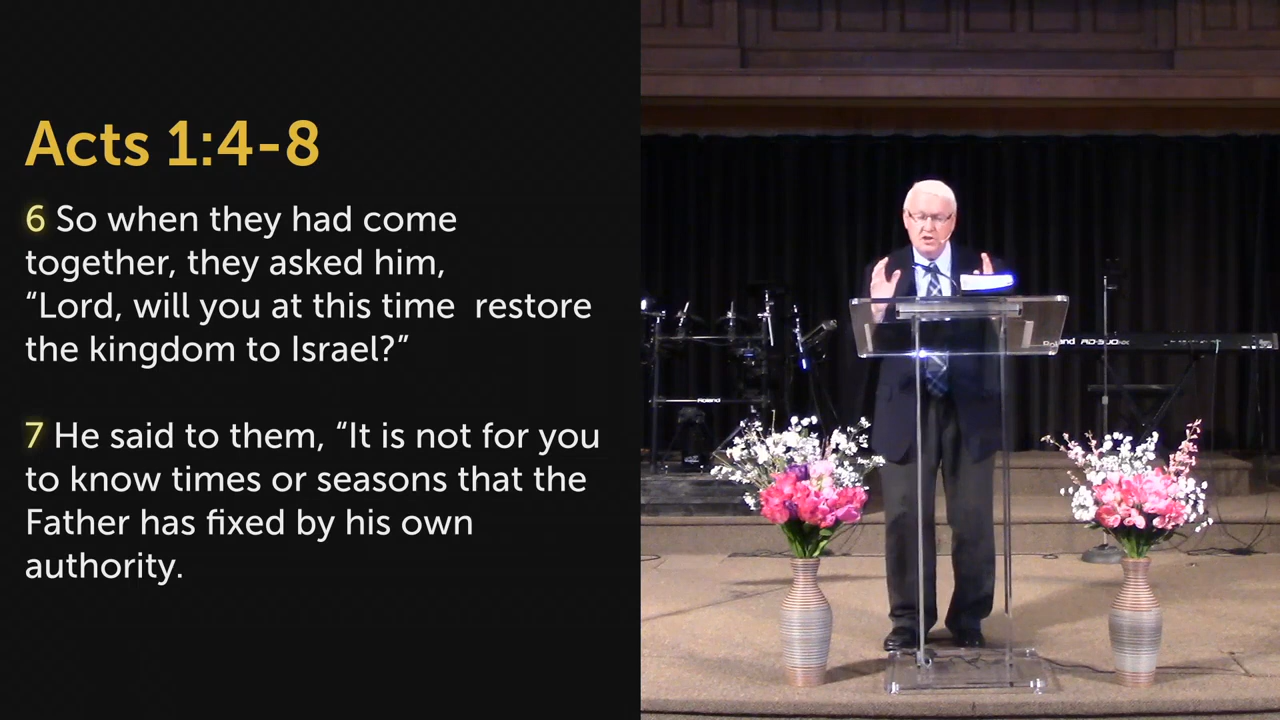 Acts 1:4-8
6 So when they had come
together, they asked him,
“Lord, will you at this time  restore
the kingdom to Israel?”
7 He said to them, “It is not for you
to know times or seasons that the
Father has fixed by his own
authority.
Roland
Roland